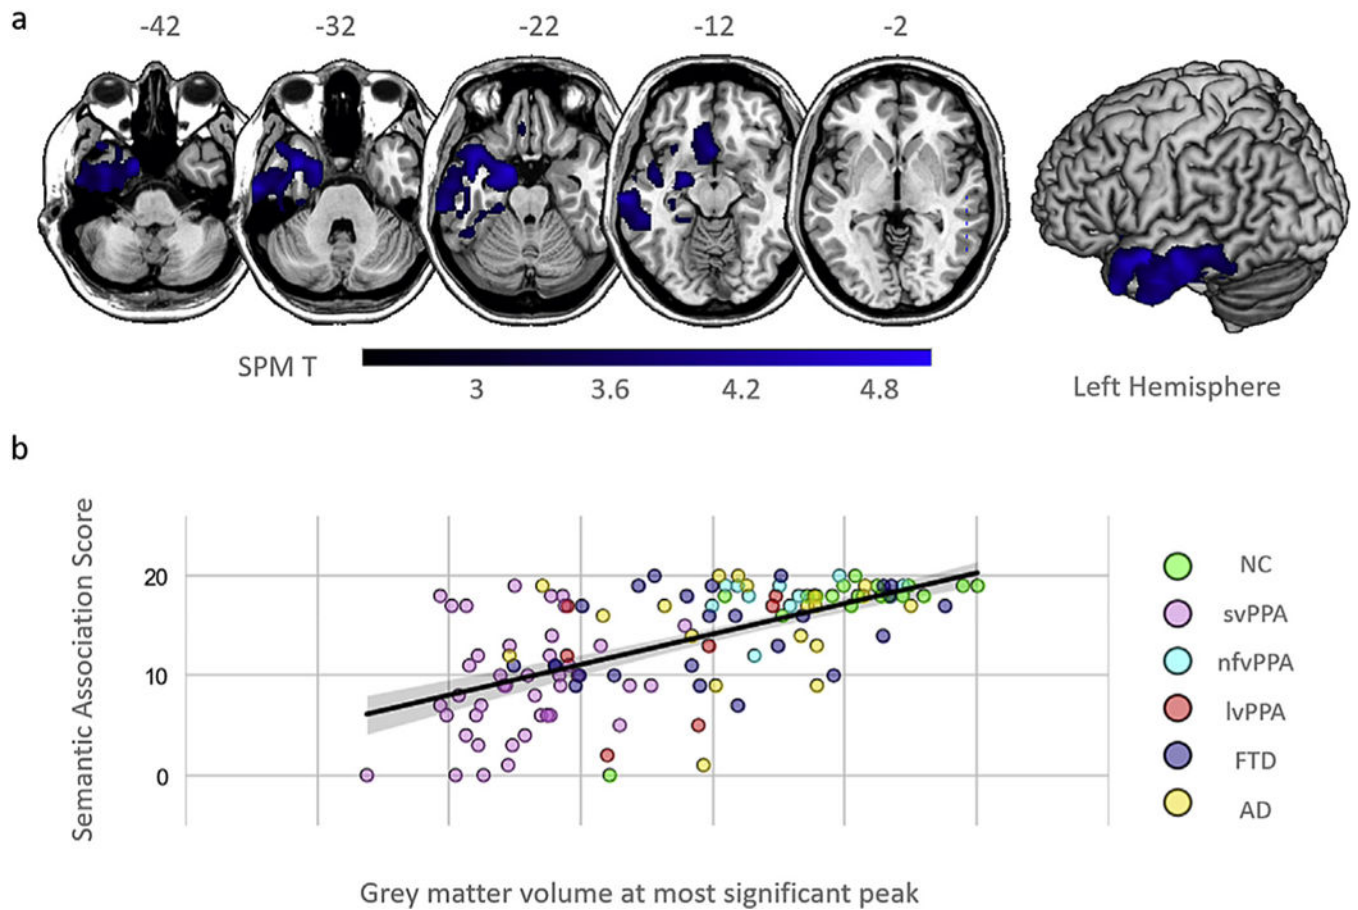 a
-42 -32 -22 -12 -2
SPM T
3 3.6 4.2 4.8
Left Hemisphere
b
Semantic Association Score
20
10
0
NC
svPPA
nfvPPA
lvPPA
FTD
AD
Grey matter volume at most significant peak